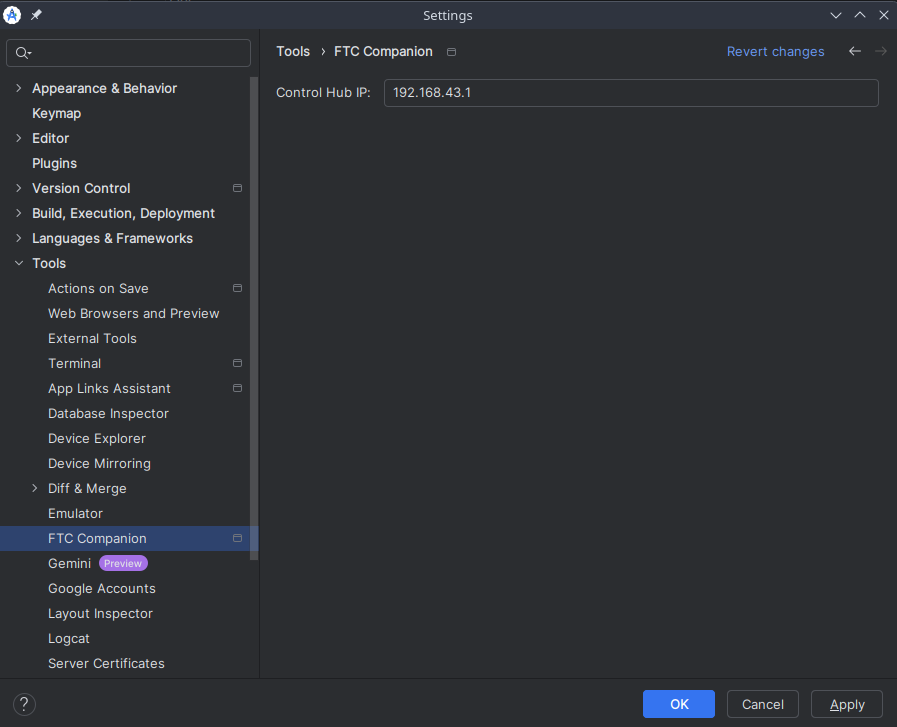 Settings
Tools › FTC Companion
Revert changes
Control Hub IP: 192.168.43.1
Appearance & Behavior
Keymap
Editor
Plugins
Version Control
Build, Execution, Deployment
Languages & Frameworks
Tools
Actions on Save
Web Browsers and Preview
External Tools
Terminal
App Links Assistant
Database Inspector
Device Explorer
Device Mirroring
Diff & Merge
Emulator
FTC Companion
Gemini Preview
Google Accounts
Layout Inspector
Logcat
Server Certificates
?
OK
Cancel
Apply